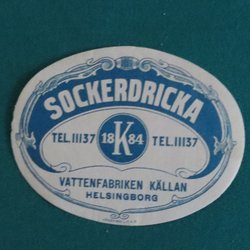 SOCKERDRICKA
TEL.11137 18 K 84 TEL.11137
VATTENFABRIKEN KÄLLAN
HELSINGBORG